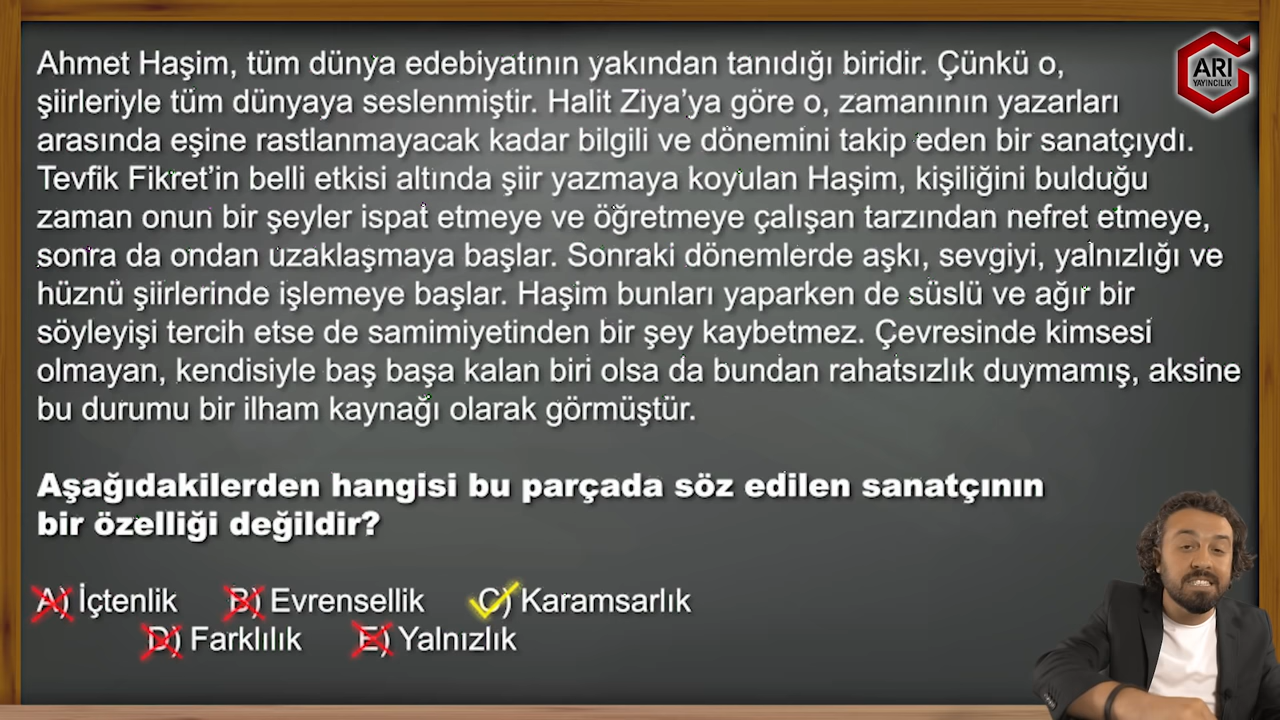 ARI
YAYINCILIK
Ahmet Haşim, tüm dünya edebiyatının yakından tanıdığı biridir. Çünkü o,
şiirleriyle tüm dünyaya seslenmiştir. Halit Ziya'ya göre o, zamanının yazarları
arasında eşine rastlanmayacak kadar bilgili ve dönemini takip eden bir sanatçıydı.
Tevfik Fikret'in belli etkisi altında şiir yazmaya koyulan Haşim, kişiliğini bulduğu
zaman onun bir şeyler ispat etmeye ve öğretmeye çalışan tarzından nefret etmeye,
sonra da ondan uzaklaşmaya başlar. Sonraki dönemlerde aşkı, sevgiyi, yalnızlığı ve
hüznü şiirlerinde işlemeye başlar. Haşim bunları yaparken de süslü ve ağır bir
söyleyişi tercih etse de samimiyetinden bir şey kaybetmez. Çevresinde kimsesi
olmayan, kendisiyle baş başa kalan biri olsa da bundan rahatsızlık duymamış, aksine
bu durumu bir ilham kaynağı olarak görmüştür.
Aşağıdakilerden hangisi bu parçada söz edilen sanatçının
bir özelliği değildir?
A) İçtenlik B) Evrensellik C) Karamsarlık
D) Farklılık E) Yalnızlık